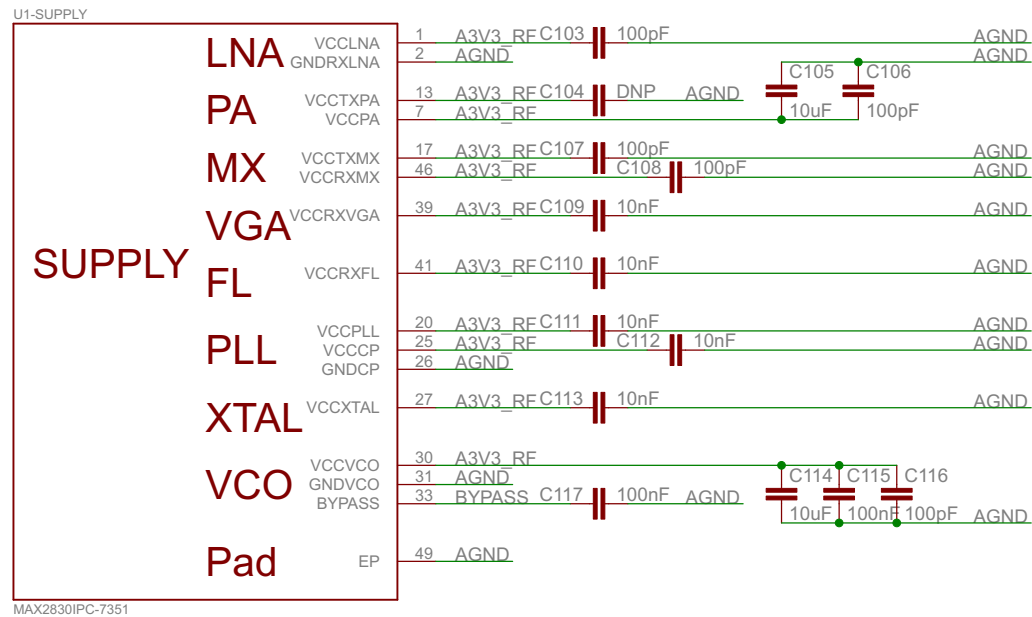 U1-SUPPLY
LNA VCCLNA 1 A3V3_RF C103 100pF AGND
GNDRXLNA 2 AGND AGND
C105 C106
PA VCCTXPA 13 A3V3_RF C104 DNP AGND
VCCPA 7 A3V3_RF 10uF 100pF
MX VCCTXMX 17 A3V3_RF C107 100pF AGND
VCCRXMX 46 A3V3_RF C108 100pF AGND
VGA VCCRXVGA 39 A3V3_RF C109 10nF AGND
SUPPLY
FL VCCRXFL 41 A3V3_RF C110 10nF AGND
PLL VCCPLL 20 A3V3_RF C111 10nF AGND
VCCCP 25 A3V3_RF C112 10nF AGND
GNDCP 26 AGND
XTAL VCCXTAL 27 A3V3_RF C113 10nF AGND
VCO VCCVCO 30 A3V3_RF
GNDVCO 31 AGND C114 C115 C116
BYPASS 33 BYPASS C117 100nF AGND
10uF 100nF 100pF AGND
Pad EP 49 AGND
MAX2830IPC-7351